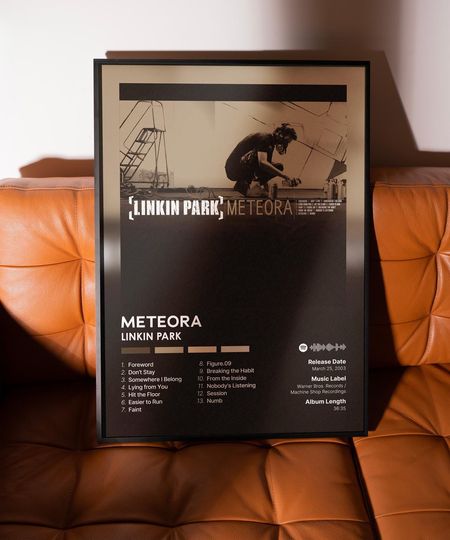 [LINKIN PARK] METEORA
METEORA
LINKIN PARK
1. Foreword
2. Don't Stay
3. Somewhere I Belong
4. Lying from You
5. Hit the Floor
6. Easier to Run
7. Faint
8. Figure.09
9. Breaking the Habit
10. From the Inside
11. Nobody's Listening
12. Session
13. Numb
Release Date
March 25, 2003
Music Label
Warner Bros. Records /
Machine Shop Recordings
Album Length
36:35